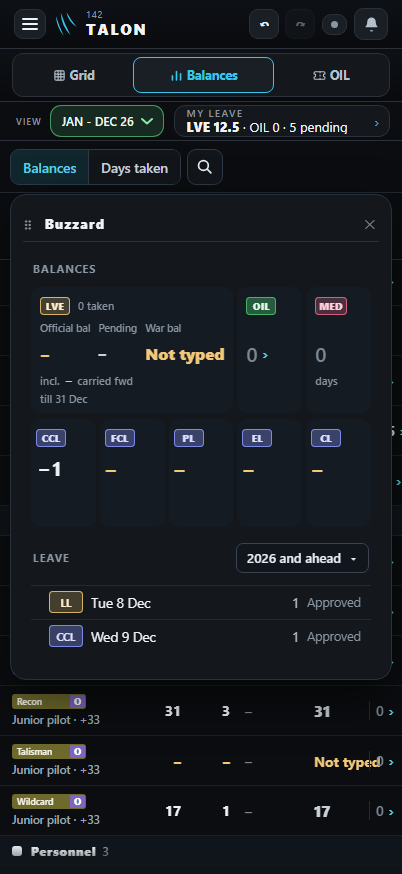 142
TALON
Grid
Balances
OIL
VIEW
JAN - DEC 26
MY LEAVE
LVE 12.5 · OIL 0 · 5 pending
Balances
Days taken
Buzzard
BALANCES
LVE 0 taken
Official bal Pending War bal
– – Not typed
incl. – carried fwd
till 31 Dec
OIL
0 ›
MED
0
days
CCL FCL PL EL CL
–1 – – – –
LEAVE
2026 and ahead
LL Tue 8 Dec 1 Approved
CCL Wed 9 Dec 1 Approved
Recon O
Junior pilot · +33
31 3 – 31 0 ›
Talisman O
Junior pilot · +33
– – – Not typed 0 ›
Wildcard O
Junior pilot · +33
17 1 – 17 0 ›
Personnel 3